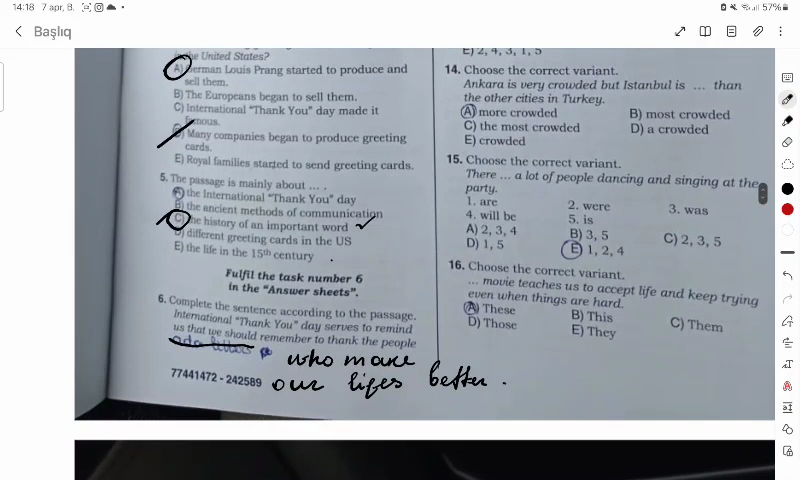 14:18 7 apr, B. 57%
Başlıq
in the United States?
A) German Louis Prang started to produce and
sell them.
B) The Europeans began to sell them.
C) International “Thank You” day made it
famous.
D) Many companies began to produce greeting
cards.
E) Royal families started to send greeting cards.
5. The passage is mainly about ... .
A) the International “Thank You” day
B) the ancient methods of communication
C) the history of an important word
D) different greeting cards in the US
E) the life in the 15th century
Fulfil the task number 6
in the “Answer sheets”.
6. Complete the sentence according to the passage.
International “Thank You” day serves to remind
us that we should remember to thank the people
who make
our lifes better.
77441472 - 242589
E) 2, 4, 3, 1, 5
14. Choose the correct variant.
Ankara is very crowded but Istanbul is ... than
the other cities in Turkey.
A) more crowded B) most crowded
C) the most crowded D) a crowded
E) crowded
15. Choose the correct variant.
There ... a lot of people dancing and singing at the
party.
1. are 2. were 3. was
4. will be 5. is
A) 2, 3, 4 B) 3, 5 C) 2, 3, 5
D) 1, 5 E) 1, 2, 4
16. Choose the correct variant.
... movie teaches us to accept life and keep trying
even when things are hard.
A) These B) This C) Them
D) Those E) They